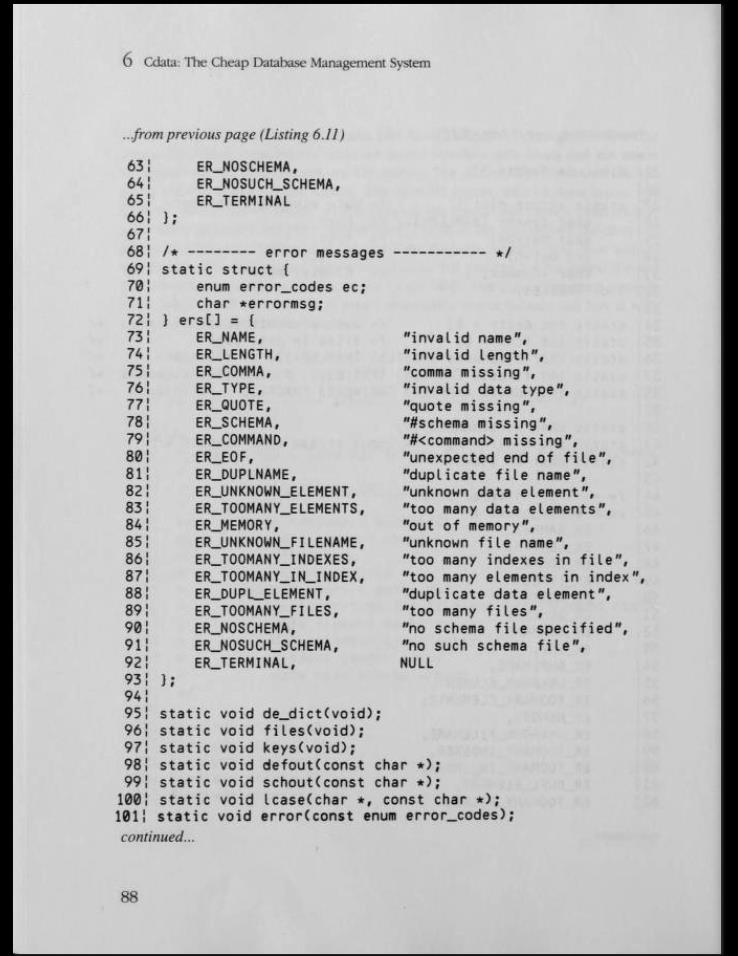 6 Cdata: The Cheap Database Management System
...from previous page (Listing 6.11)
63¦     ER_NOSCHEMA,
64¦     ER_NOSUCH_SCHEMA,
65¦     ER_TERMINAL
66¦ };
67¦
68¦ /* -------- error messages ----------- */
69¦ static struct {
70¦     enum error_codes ec;
71¦     char *errormsg;
72¦ } ers[] = {
73¦     ER_NAME,              "invalid name",
74¦     ER_LENGTH,            "invalid length",
75¦     ER_COMMA,             "comma missing",
76¦     ER_TYPE,              "invalid data type",
77¦     ER_QUOTE,             "quote missing",
78¦     ER_SCHEMA,            "#schema missing",
79¦     ER_COMMAND,           "#<command> missing",
80¦     ER_EOF,               "unexpected end of file",
81¦     ER_DUPLNAME,          "duplicate file name",
82¦     ER_UNKNOWN_ELEMENT,   "unknown data element",
83¦     ER_TOOMANY_ELEMENTS,  "too many data elements",
84¦     ER_MEMORY,            "out of memory",
85¦     ER_UNKNOWN_FILENAME,  "unknown file name",
86¦     ER_TOOMANY_INDEXES,   "too many indexes in file",
87¦     ER_TOOMANY_IN_INDEX,  "too many elements in index",
88¦     ER_DUPL_ELEMENT,      "duplicate data element",
89¦     ER_TOOMANY_FILES,     "too many files",
90¦     ER_NOSCHEMA,          "no schema file specified",
91¦     ER_NOSUCH_SCHEMA,     "no such schema file",
92¦     ER_TERMINAL,          NULL
93¦ };
94¦
95¦ static void de_dict(void);
96¦ static void files(void);
97¦ static void keys(void);
98¦ static void defout(const char *);
99¦ static void schout(const char *);
100¦ static void lcase(char *, const char *);
101¦ static void error(const enum error_codes);
continued...
88